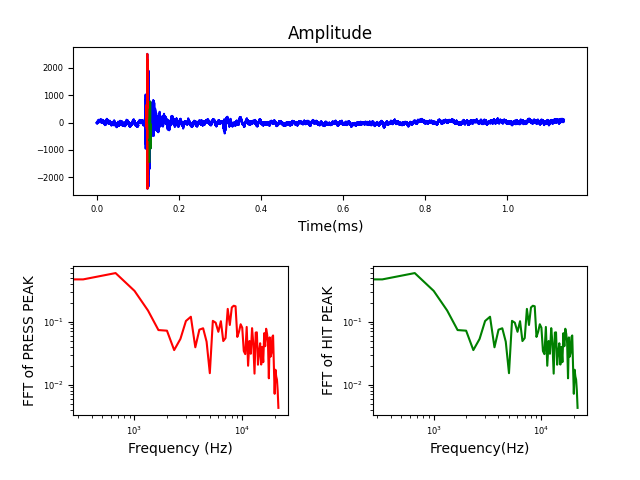 Amplitude
2000
1000
0
−1000
−2000
0.0 0.2 0.4 0.6 0.8 1.0
Time(ms)
FFT of PRESS PEAK
10⁻¹
10⁻²
10³ 10⁴
Frequency (Hz)
FFT of HIT PEAK
10⁻¹
10⁻²
10³ 10⁴
Frequency(Hz)